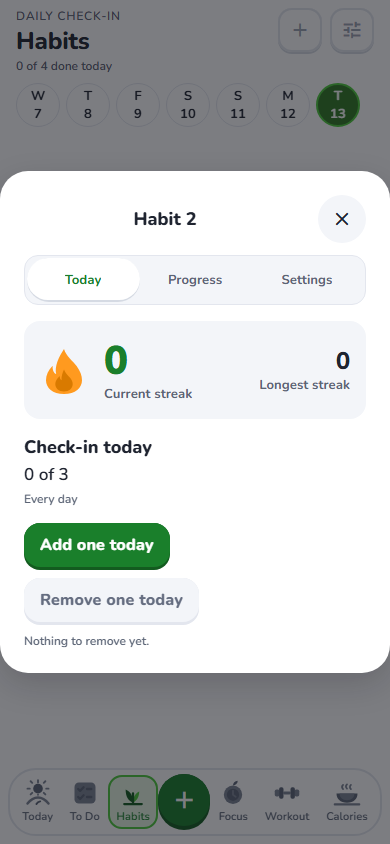 DAILY CHECK-IN
Habits
0 of 4 done today
W T F S S M T
7 8 9 10 11 12 13
Habit 2
Today Progress Settings
0
Current streak
0
Longest streak
Check-in today
0 of 3
Every day
Add one today
Remove one today
Nothing to remove yet.
Today To Do Habits Focus Workout Calories